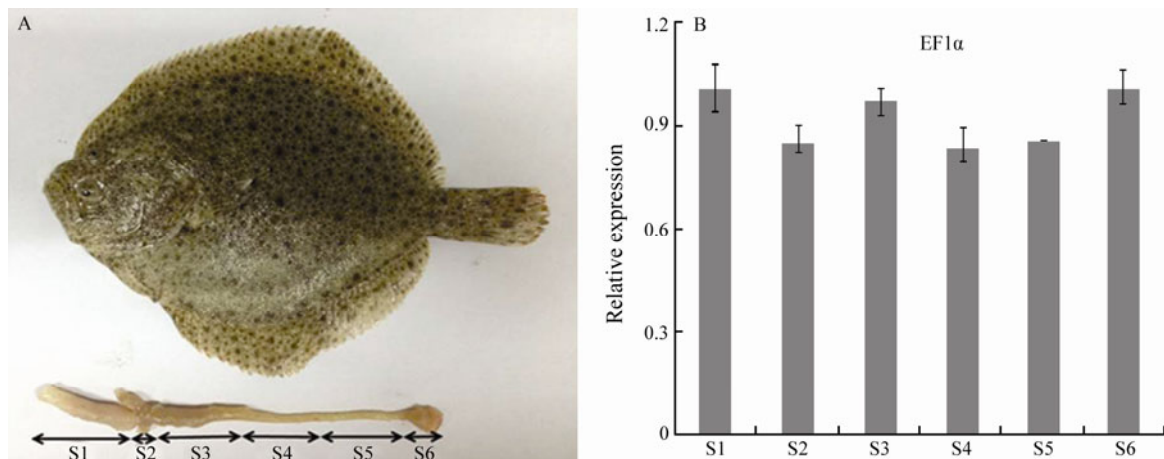 A
S1 S2 S3 S4 S5 S6
B
EF1α
Relative expression
1.2
0.9
0.6
0.3
0
S1 S2 S3 S4 S5 S6